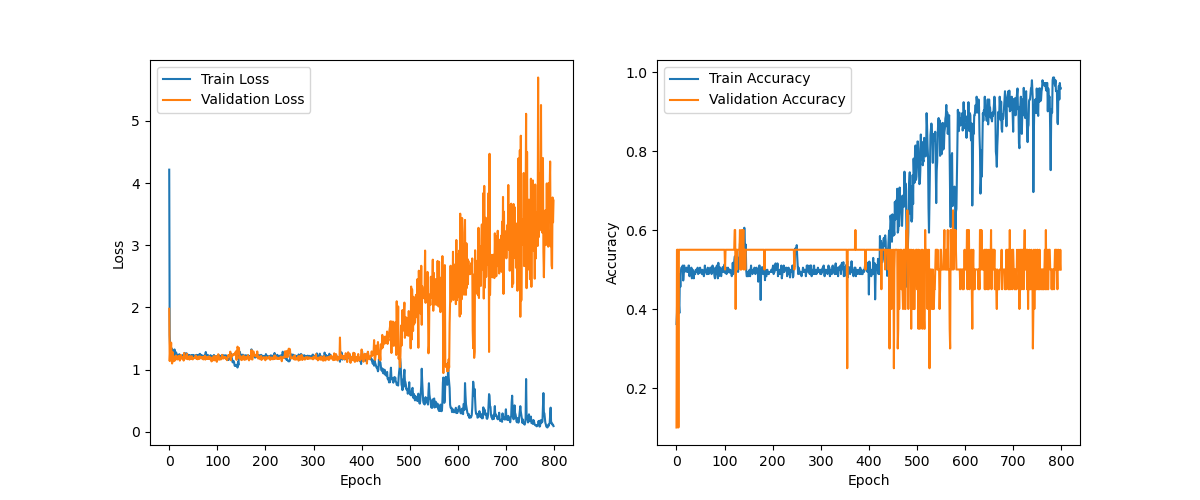 Train Loss
Validation Loss
5
4
3
2
1
0
Loss
0 100 200 300 400 500 600 700 800
Epoch
Train Accuracy
Validation Accuracy
1.0
0.8
0.6
0.4
0.2
Accuracy
0 100 200 300 400 500 600 700 800
Epoch